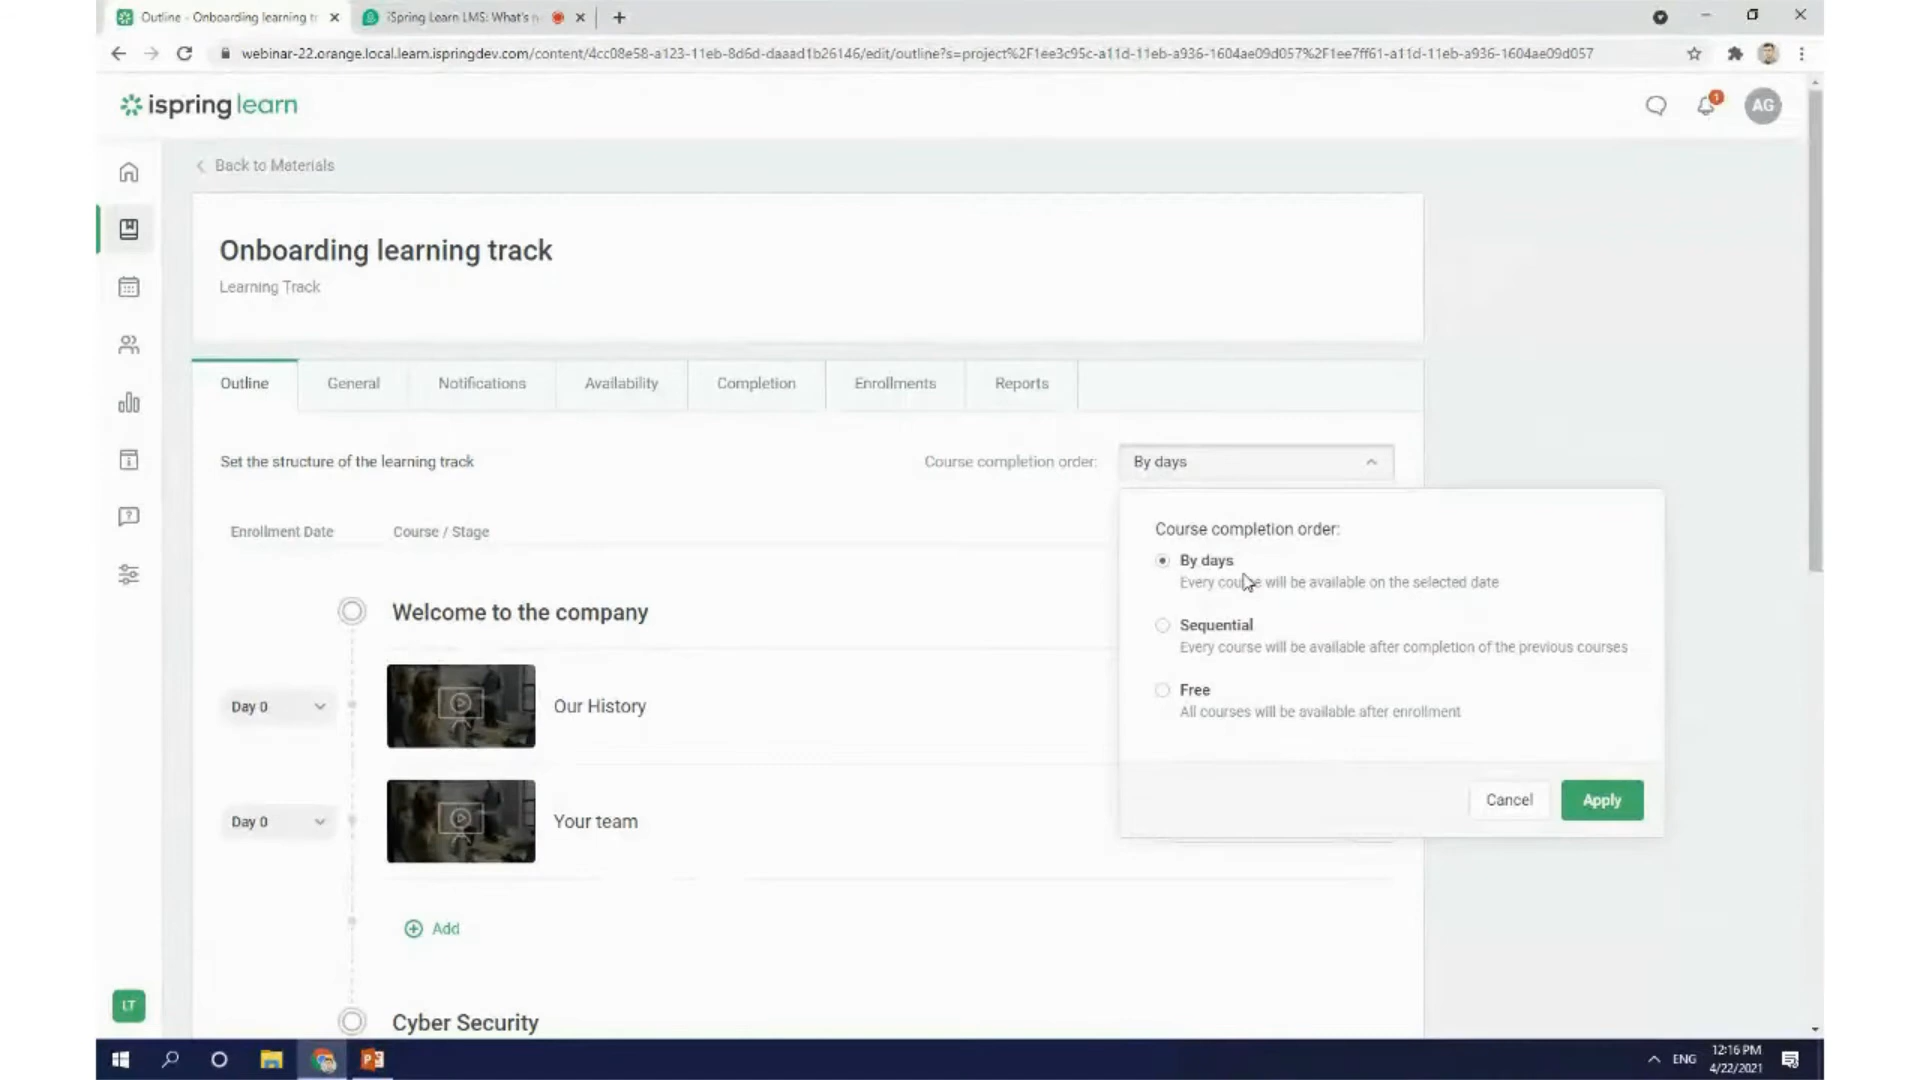 Outline - Onboarding learning tr
iSpring Learn LMS: What's n
webinar-22.orange.local.learn.ispringdev.com/content/4cc08e58-a123-11eb-8d6d-daaad1b26146/edit/outline?s=project%2F1ee3c95c-a11d-11eb-a936-1604ae09d057%2F1ee7ff61-a11d-11eb-a936-1604ae09d057
ispring learn
1
AG
Back to Materials
Onboarding learning track
Learning Track
Outline
General
Notifications
Availability
Completion
Enrollments
Reports
Set the structure of the learning track
Course completion order:
By days
Enrollment Date
Course / Stage
Course completion order:
By days
Every course will be available on the selected date
Sequential
Every course will be available after completion of the previous courses
Free
All courses will be available after enrollment
Cancel
Apply
Welcome to the company
Day 0
Our History
Day 0
Your team
Add
Cyber Security
LT
ENG
12:16 PM
4/22/2021